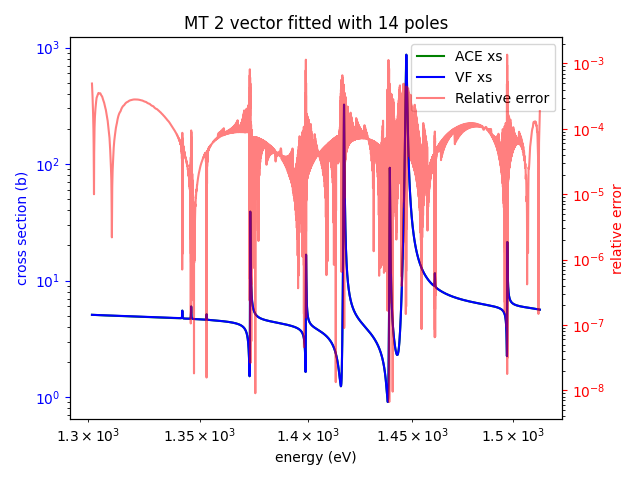 MT 2 vector fitted with 14 poles
ACE xs
VF xs
Relative error
10³
10²
10¹
10⁰
cross section (b)
10⁻³
10⁻⁴
10⁻⁵
10⁻⁶
10⁻⁷
10⁻⁸
relative error
1.3 × 10³ 1.35 × 10³ 1.4 × 10³ 1.45 × 10³ 1.5 × 10³
energy (eV)